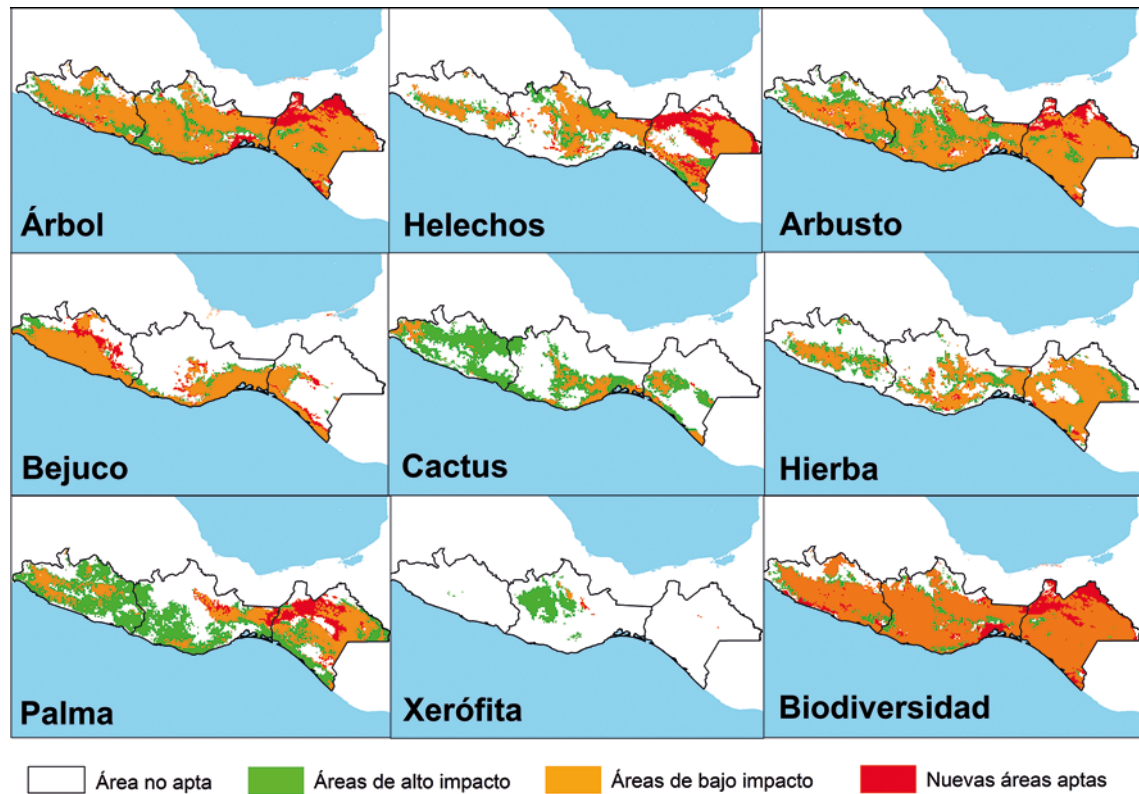 Árbol
Helechos
Arbusto
Bejuco
Cactus
Hierba
Palma
Xerófita
Biodiversidad
Área no apta
Áreas de alto impacto
Áreas de bajo impacto
Nuevas áreas aptas